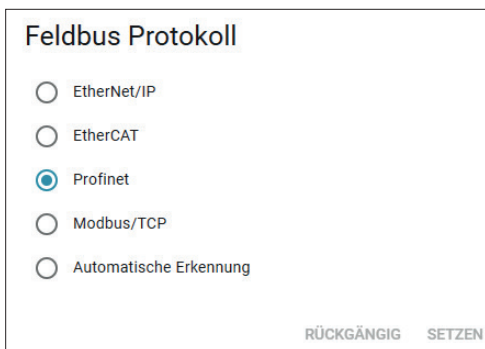 Feldbus Protokoll
EtherNet/IP
EtherCAT
Profinet
Modbus/TCP
Automatische Erkennung
RÜCKGÄNGIG SETZEN